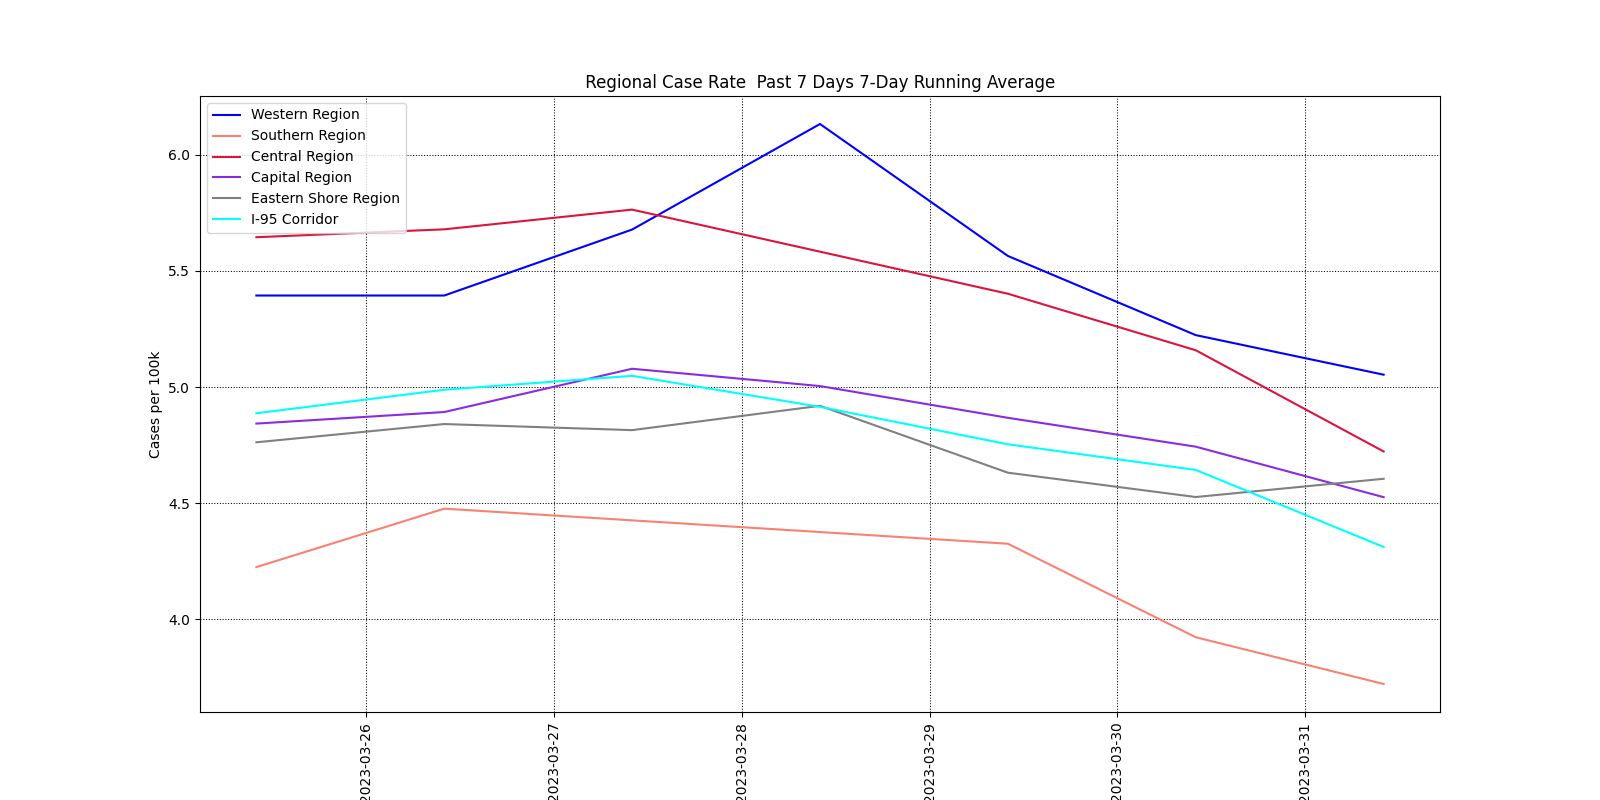 Regional Case Rate  Past 7 Days 7-Day Running Average
Western Region
Southern Region
Central Region
Capital Region
Eastern Shore Region
I-95 Corridor
Cases per 100k
6.0
5.5
5.0
4.5
4.0
2023-03-26
2023-03-27
2023-03-28
2023-03-29
2023-03-30
2023-03-31